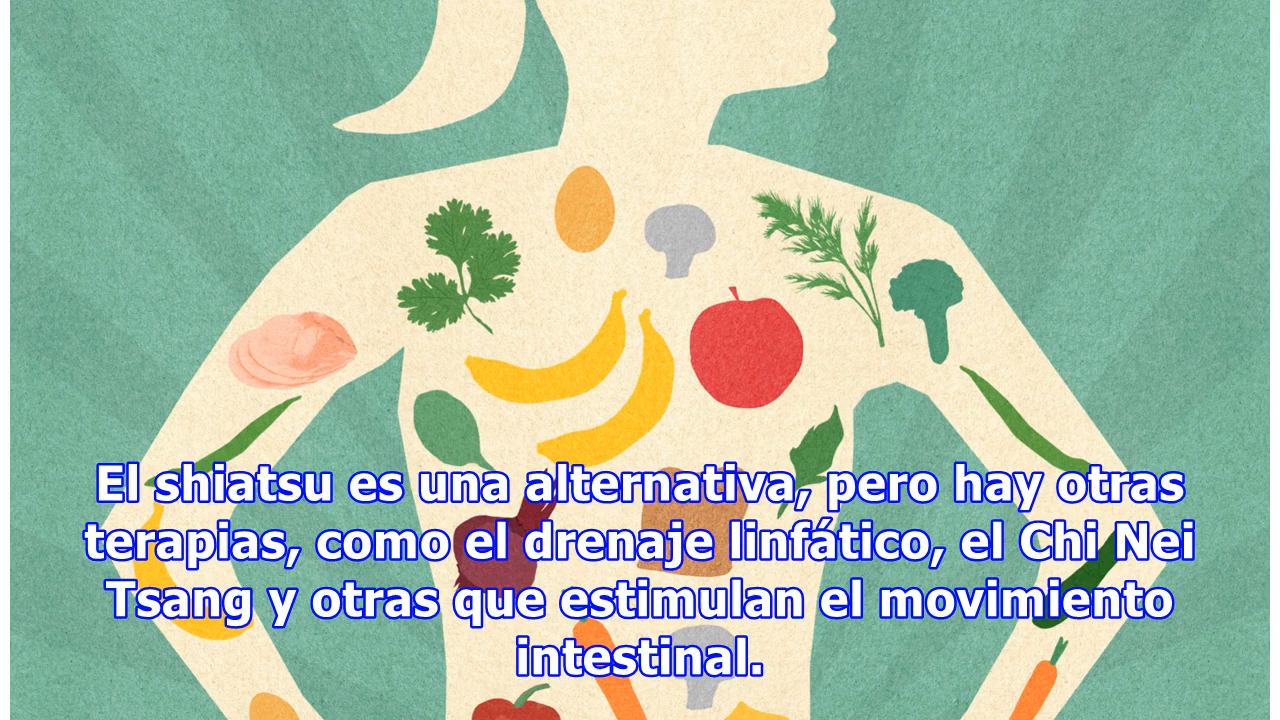 El shiatsu es una alternativa, pero hay otras
terapias, como el drenaje linfático, el Chi Nei
Tsang y otras que estimulan el movimiento
intestinal.